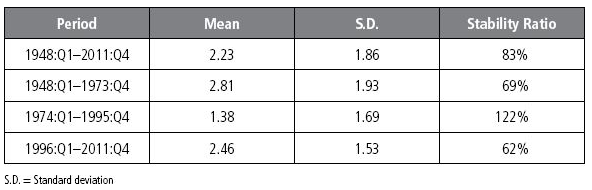 Period Mean S.D. Stability Ratio
1948:Q1–2011:Q4 2.23 1.86 83%
1948:Q1–1973:Q4 2.81 1.93 69%
1974:Q1–1995:Q4 1.38 1.69 122%
1996:Q1–2011:Q4 2.46 1.53 62%
S.D. = Standard deviation